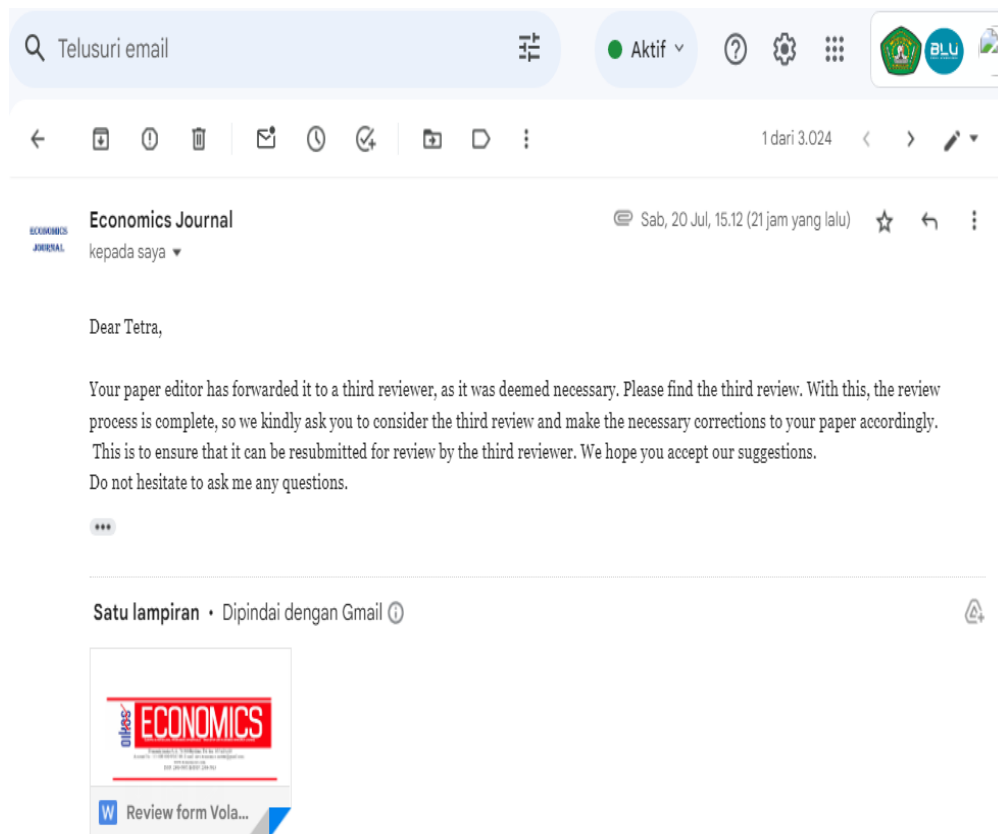 Telusuri email
Aktif
BLU
1 dari 3.024
ECONOMICS
JOURNAL
Economics Journal
Sab, 20 Jul, 15.12 (21 jam yang lalu)
kepada saya
Dear Tetra,
Your paper editor has forwarded it to a third reviewer, as it was deemed necessary. Please find the third review. With this, the review
process is complete, so we kindly ask you to consider the third review and make the necessary corrections to your paper accordingly.
This is to ensure that it can be resubmitted for review by the third reviewer. We hope you accept our suggestions.
Do not hesitate to ask me any questions.
Satu lampiran • Dipindai dengan Gmail
oikos
ECONOMICS
W
Review form Vola...